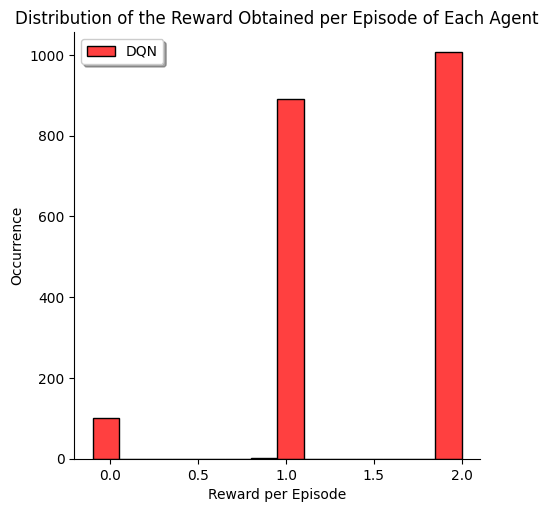 Distribution of the Reward Obtained per Episode of Each Agent
DQN
1000
800
600
400
200
0
Occurrence
0.0 0.5 1.0 1.5 2.0
Reward per Episode